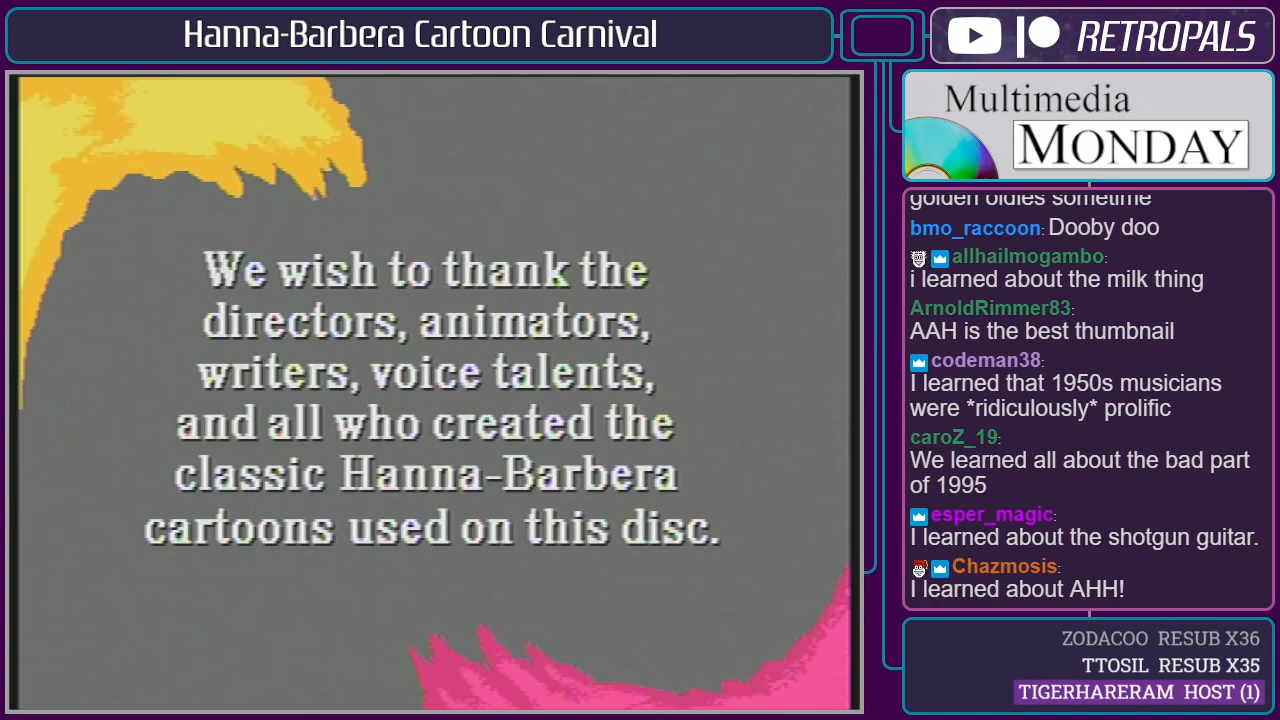 Hanna-Barbera Cartoon Carnival
RETROPALS
Multimedia
MONDAY
We wish to thank the
directors, animators,
writers, voice talents,
and all who created the
classic Hanna-Barbera
cartoons used on this disc.
golden oldies sometime
bmo_raccoon: Dooby doo
allhailmogambo:
i learned about the milk thing
ArnoldRimmer83:
AAH is the best thumbnail
codeman38:
I learned that 1950s musicians
were *ridiculously* prolific
caroZ_19:
We learned all about the bad part
of 1995
esper_magic:
I learned about the shotgun guitar.
Chazmosis:
I learned about AHH!
ZODACOO RESUB X36
TTOSIL RESUB X35
TIGERHARERAM HOST (1)